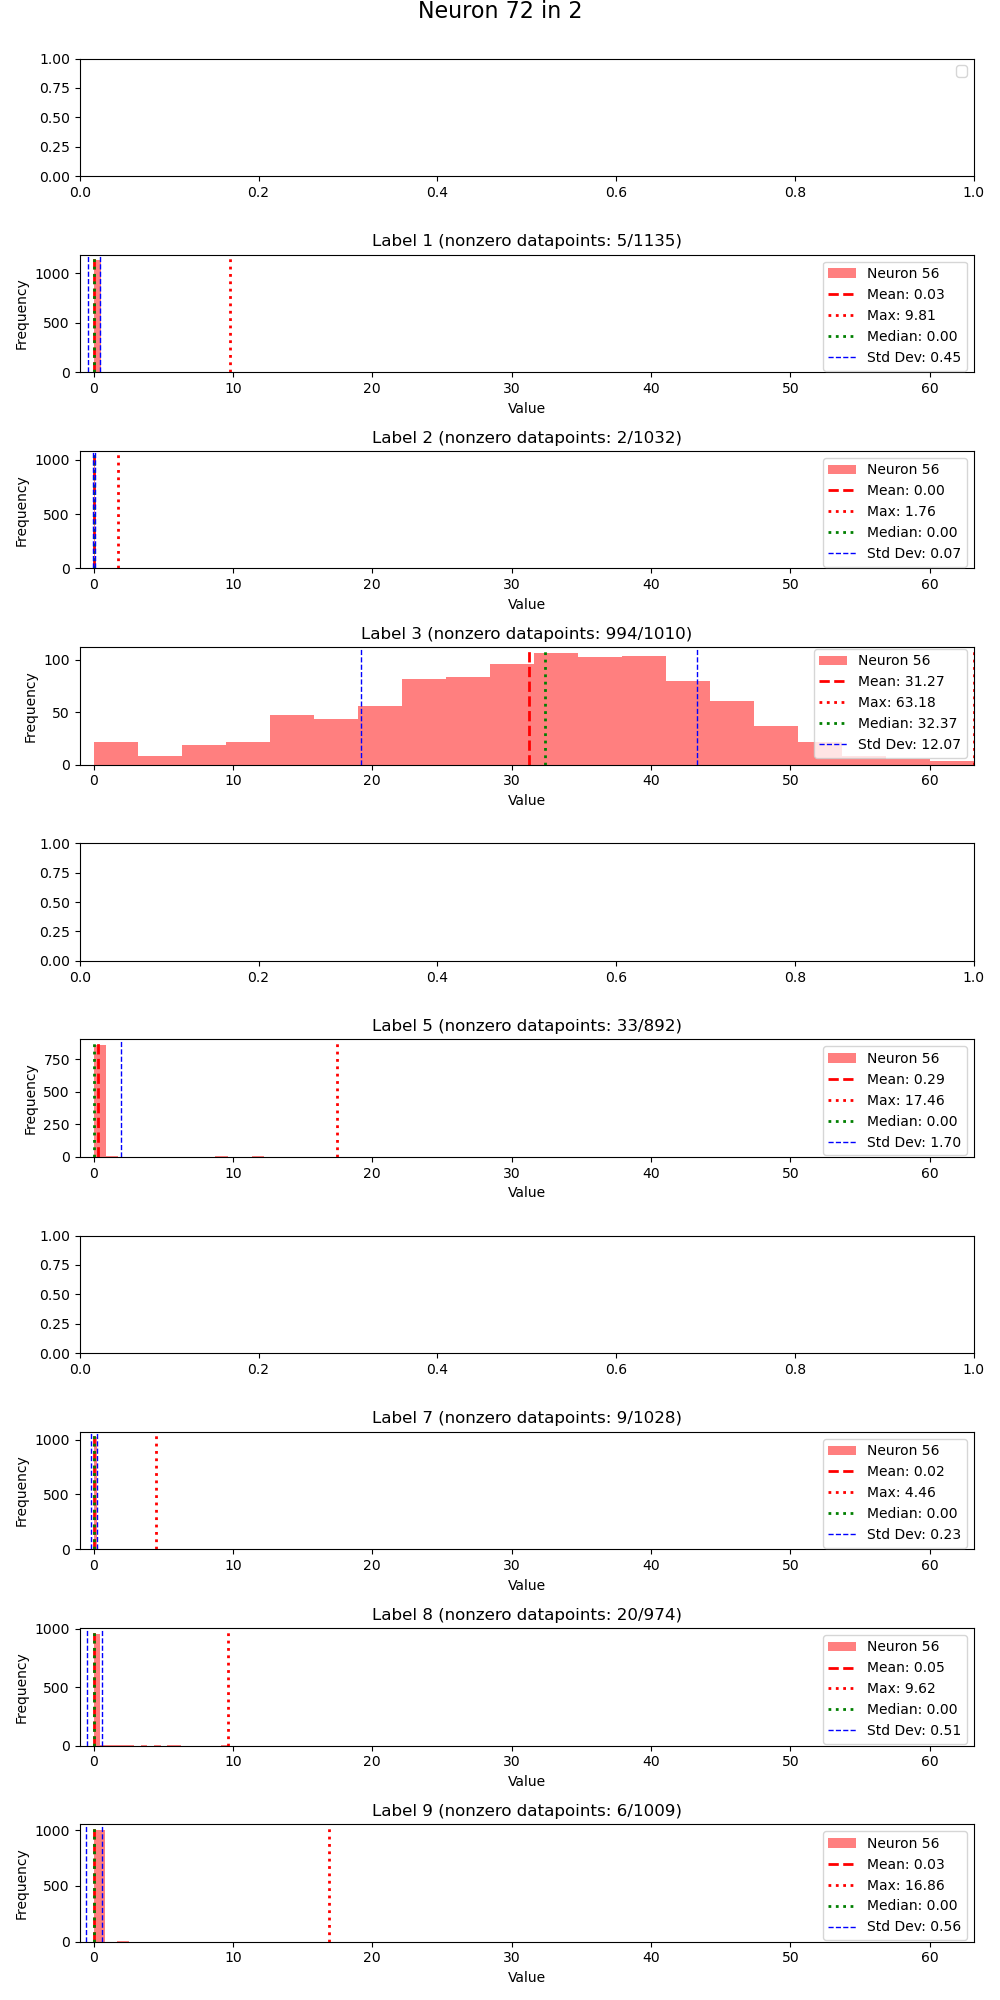 Neuron 72 in 2
1.00
0.75
0.50
0.25
0.00
0.0 0.2 0.4 0.6 0.8 1.0
Label 1 (nonzero datapoints: 5/1135)
Frequency
1000
500
0
Neuron 56
Mean: 0.03
Max: 9.81
Median: 0.00
Std Dev: 0.45
0 10 20 30 40 50 60
Value
Label 2 (nonzero datapoints: 2/1032)
Frequency
1000
500
0
Neuron 56
Mean: 0.00
Max: 1.76
Median: 0.00
Std Dev: 0.07
0 10 20 30 40 50 60
Value
Label 3 (nonzero datapoints: 994/1010)
Frequency
100
50
0
Neuron 56
Mean: 31.27
Max: 63.18
Median: 32.37
Std Dev: 12.07
0 10 20 30 40 50 60
Value
1.00
0.75
0.50
0.25
0.00
0.0 0.2 0.4 0.6 0.8 1.0
Label 5 (nonzero datapoints: 33/892)
Frequency
750
500
250
0
Neuron 56
Mean: 0.29
Max: 17.46
Median: 0.00
Std Dev: 1.70
0 10 20 30 40 50 60
Value
1.00
0.75
0.50
0.25
0.00
0.0 0.2 0.4 0.6 0.8 1.0
Label 7 (nonzero datapoints: 9/1028)
Frequency
1000
500
0
Neuron 56
Mean: 0.02
Max: 4.46
Median: 0.00
Std Dev: 0.23
0 10 20 30 40 50 60
Value
Label 8 (nonzero datapoints: 20/974)
Frequency
1000
500
0
Neuron 56
Mean: 0.05
Max: 9.62
Median: 0.00
Std Dev: 0.51
0 10 20 30 40 50 60
Value
Label 9 (nonzero datapoints: 6/1009)
Frequency
1000
500
0
Neuron 56
Mean: 0.03
Max: 16.86
Median: 0.00
Std Dev: 0.56
0 10 20 30 40 50 60
Value